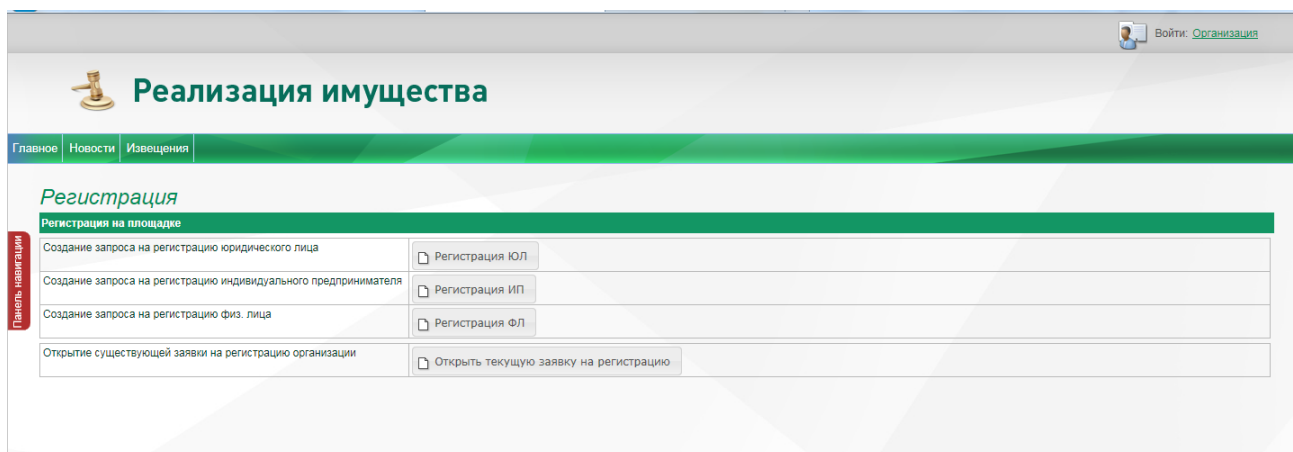 Войти: Организация
Реализация имущества
Главное Новости Извещения
Регистрация
Регистрация на площадке
Панель навигации
Создание запроса на регистрацию юридического лица Регистрация ЮЛ
Создание запроса на регистрацию индивидуального предпринимателя Регистрация ИП
Создание запроса на регистрацию физ. лица Регистрация ФЛ
Открытие существующей заявки на регистрацию организации Открыть текущую заявку на регистрацию